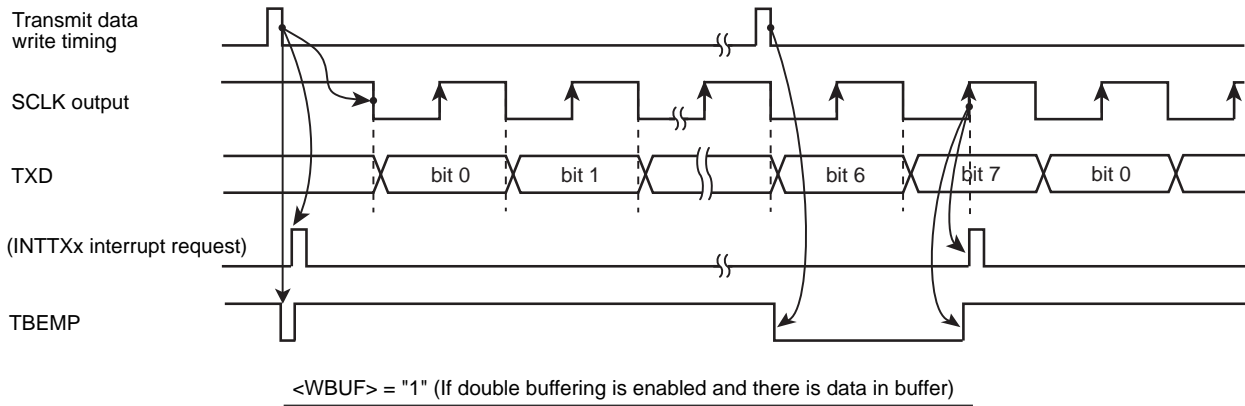 Transmit data
write timing
SCLK output
TXD
bit 0
bit 1
bit 6
bit 7
bit 0
(INTTXx interrupt request)
TBEMP
<WBUF> = "1" (If double buffering is enabled and there is data in buffer)